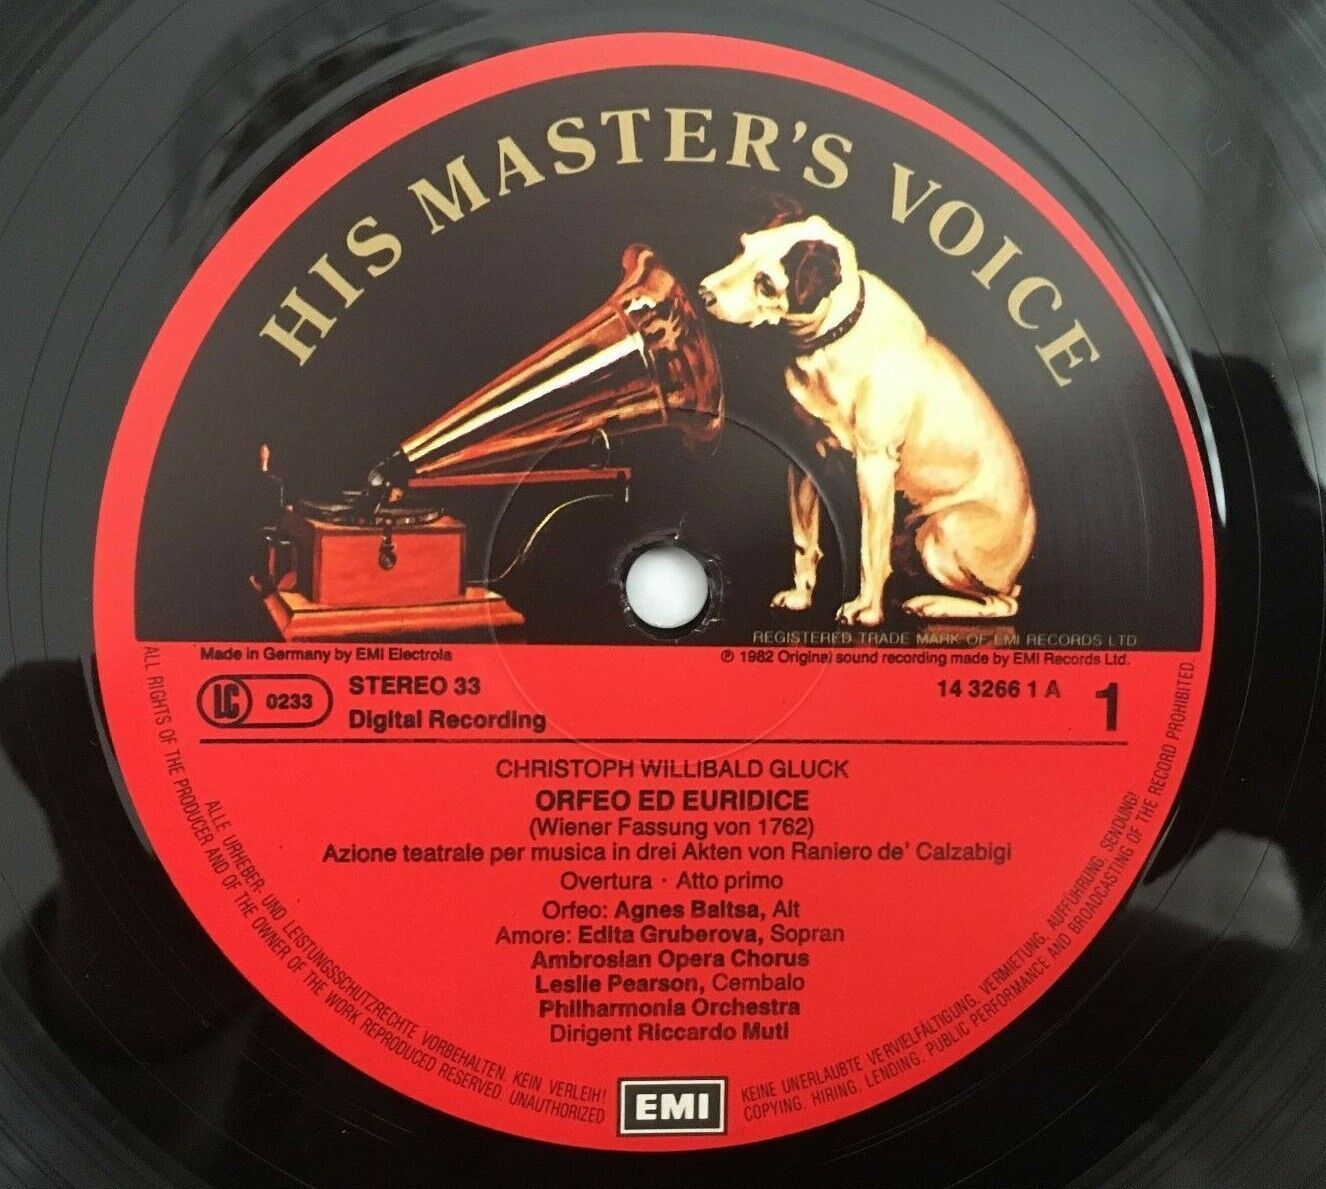 HIS MASTER'S VOICE
REGISTERED TRADE MARK OF EMI RECORDS LTD
Made in Germany by EMI Electrola
℗ 1982 Original sound recording made by EMI Records Ltd.
LC 0233
STEREO 33
Digital Recording
14 3266 1 A
1
CHRISTOPH WILLIBALD GLUCK
ORFEO ED EURIDICE
(Wiener Fassung von 1762)
Azione teatrale per musica in drei Akten von Raniero de' Calzabigi
Overtura · Atto primo
Orfeo: Agnes Baltsa, Alt
Amore: Edita Gruberova, Sopran
Ambrosian Opera Chorus
Leslie Pearson, Cembalo
Philharmonia Orchestra
Dirigent Riccardo Muti
ALLE URHEBER- UND LEISTUNGSSCHUTZRECHTE VORBEHALTEN. KEIN VERLEIH! KEINE UNERLAUBTE VERVIELFÄLTIGUNG, VERMIETUNG, AUFFÜHRUNG, SENDUNG!
ALL RIGHTS OF THE PRODUCER AND OF THE OWNER OF THE WORK REPRODUCED RESERVED. UNAUTHORIZED COPYING, HIRING, LENDING, PUBLIC PERFORMANCE AND BROADCASTING OF THE RECORD PROHIBITED.
EMI